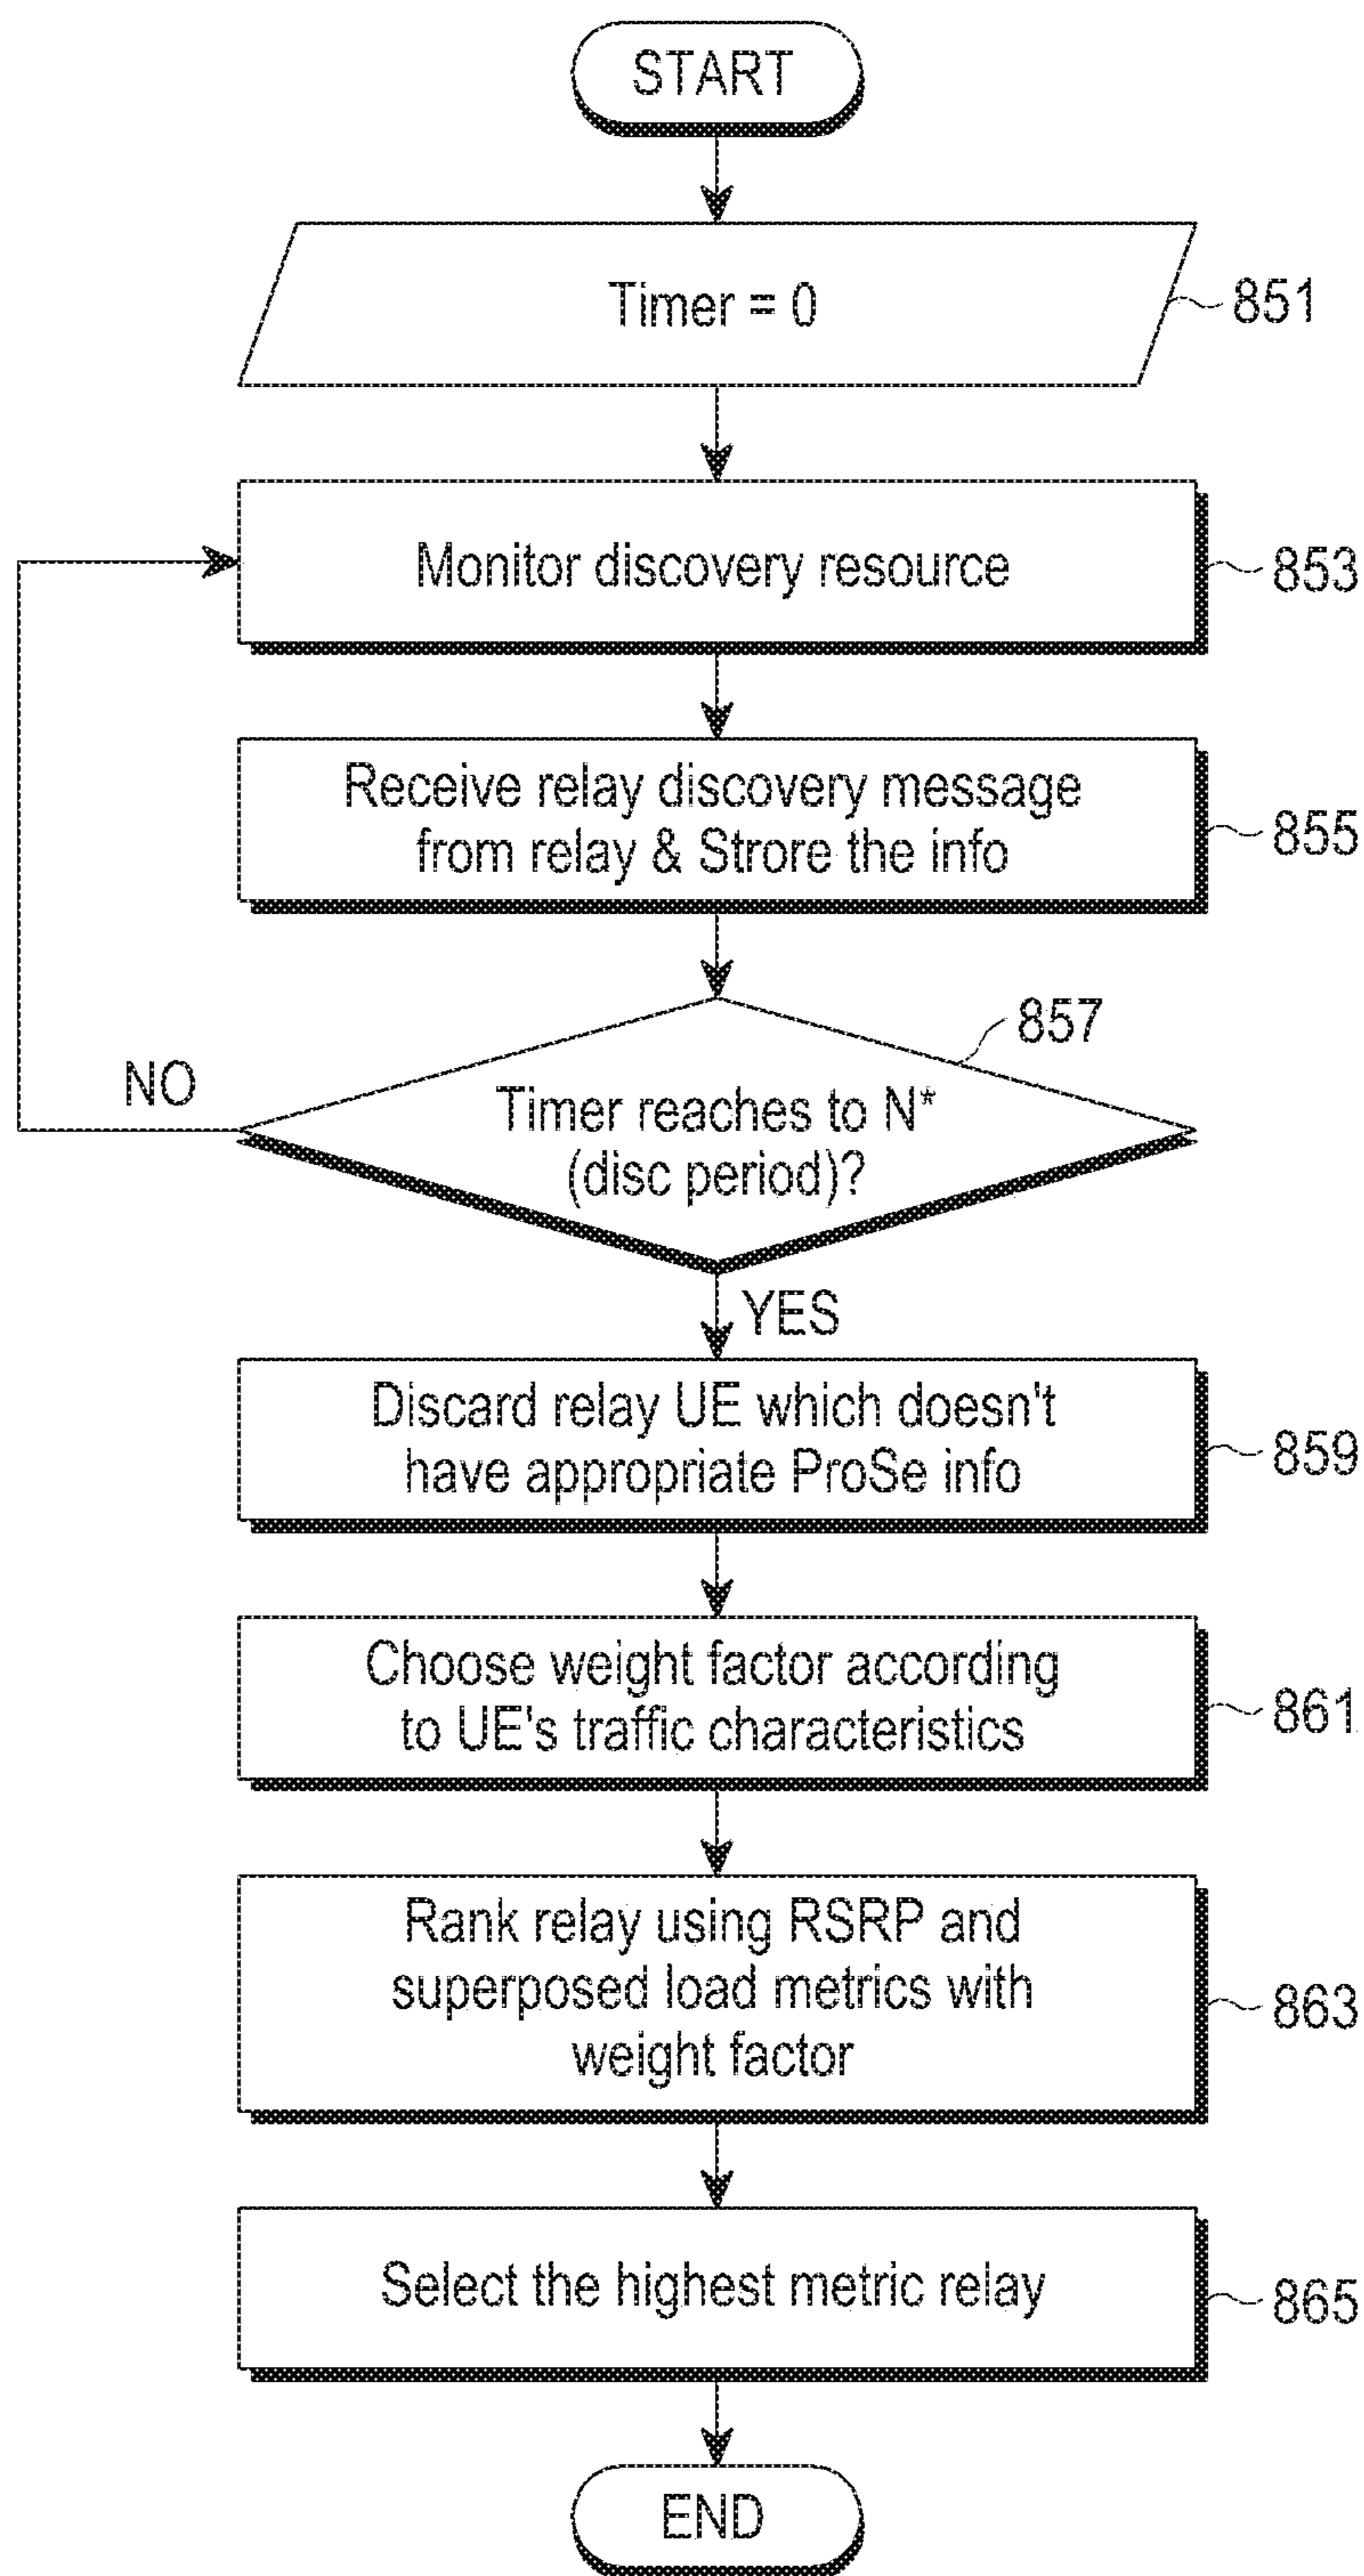 START
Timer = 0
851
Monitor discovery resource
853
Receive relay discovery message
from relay & Strore the info
855
857
NO
Timer reaches to N*
(disc period)?
YES
Discard relay UE which doesn't
have appropriate ProSe info
859
Choose weight factor according
to UE's traffic characteristics
861
Rank relay using RSRP and
superposed load metrics with
weight factor
863
Select the highest metric relay
865
END